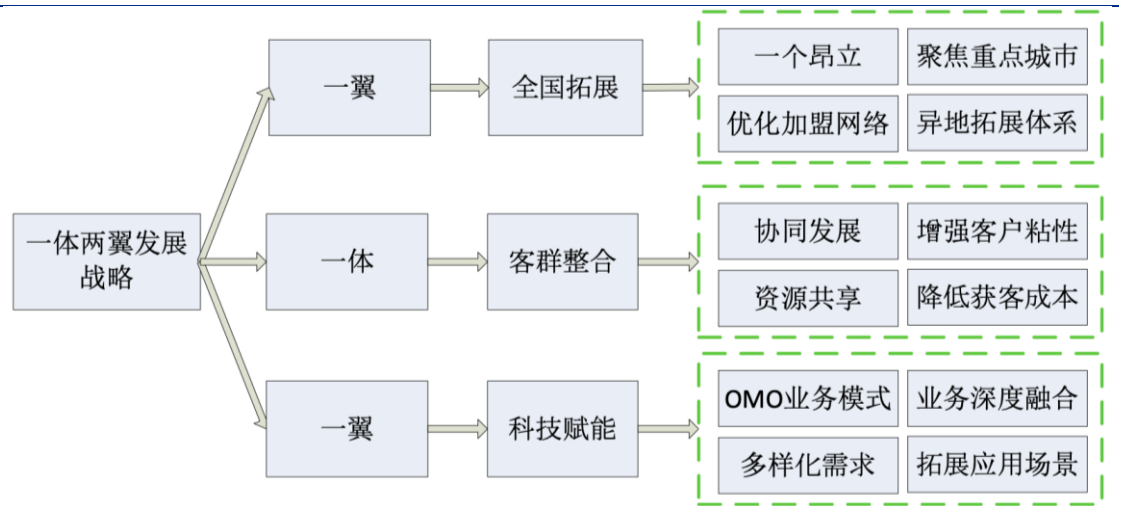 一体两翼发展
战略
一翼
全国拓展
一个昂立
聚焦重点城市
优化加盟网络
异地拓展体系
一体
客群整合
协同发展
增强客户粘性
资源共享
降低获客成本
一翼
科技赋能
OMO业务模式
业务深度融合
多样化需求
拓展应用场景